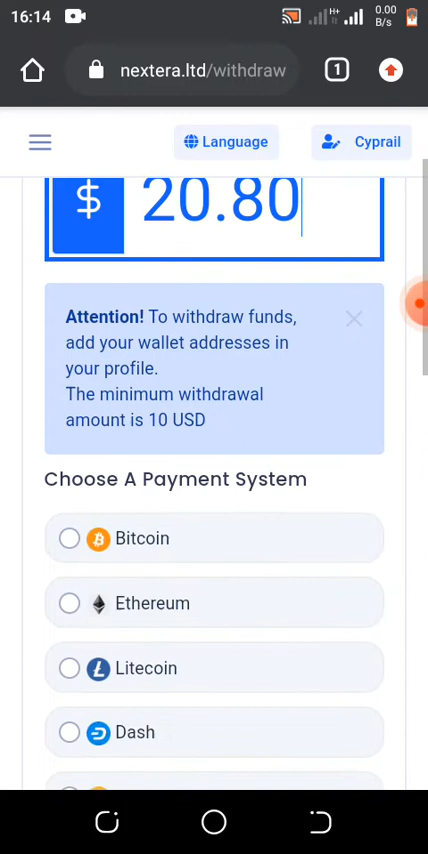 16:14 H+ 0.00 B/s
nextera.ltd/withdraw 1
Language Cyprail
$ 20.80
Attention! To withdraw funds,
add your wallet addresses in
your profile.
The minimum withdrawal
amount is 10 USD
Choose A Payment System
Bitcoin
Ethereum
Litecoin
Dash